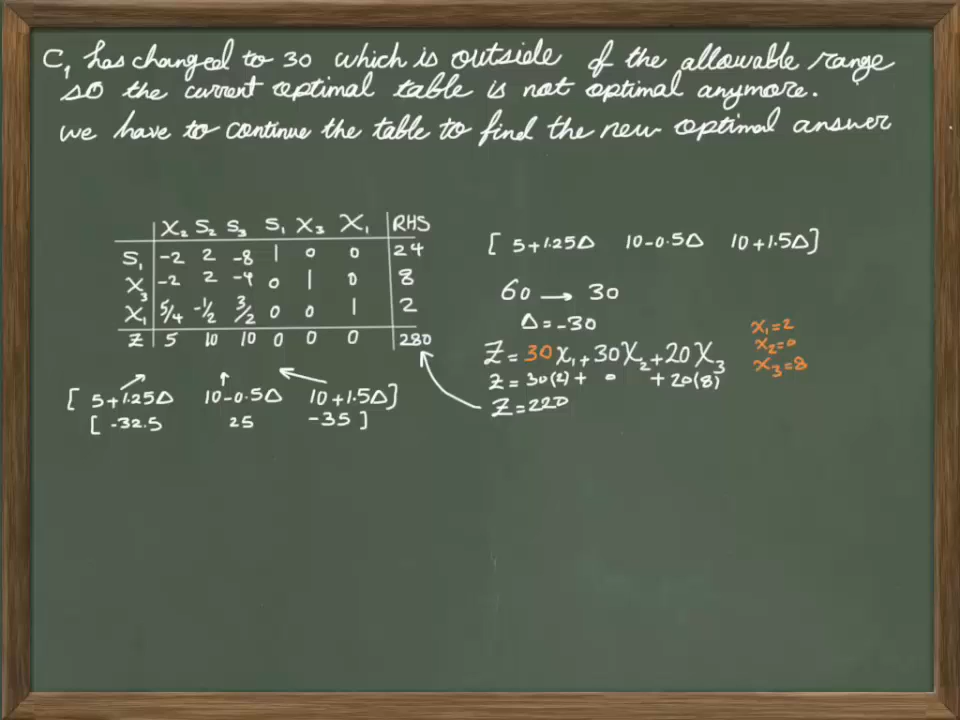 C₁ has changed to 30 which is outside of the allowable range
so the current optimal table is not optimal anymore.
we have to continue the table to find the new optimal answer
X₂ S₂ S₃ S₁ X₃ X₁ RHS
S₁ -2 2 -8 1 0 0 24
X₃ -2 2 -4 0 1 0 8
X₁ 5/4 -1/2 3/2 0 0 1 2
Z 5 10 10 0 0 0 280
[ 5+1.25Δ 10-0.5Δ 10+1.5Δ]
[ -32.5 25 -35 ]
[ 5+1.25Δ 10-0.5Δ 10+1.5Δ]
60 → 30
Δ=-30
Z=30X₁+30X₂+20X₃
Z=30(2)+ 0 +20(8)
Z=220
X₁=2
X₂=0
X₃=8